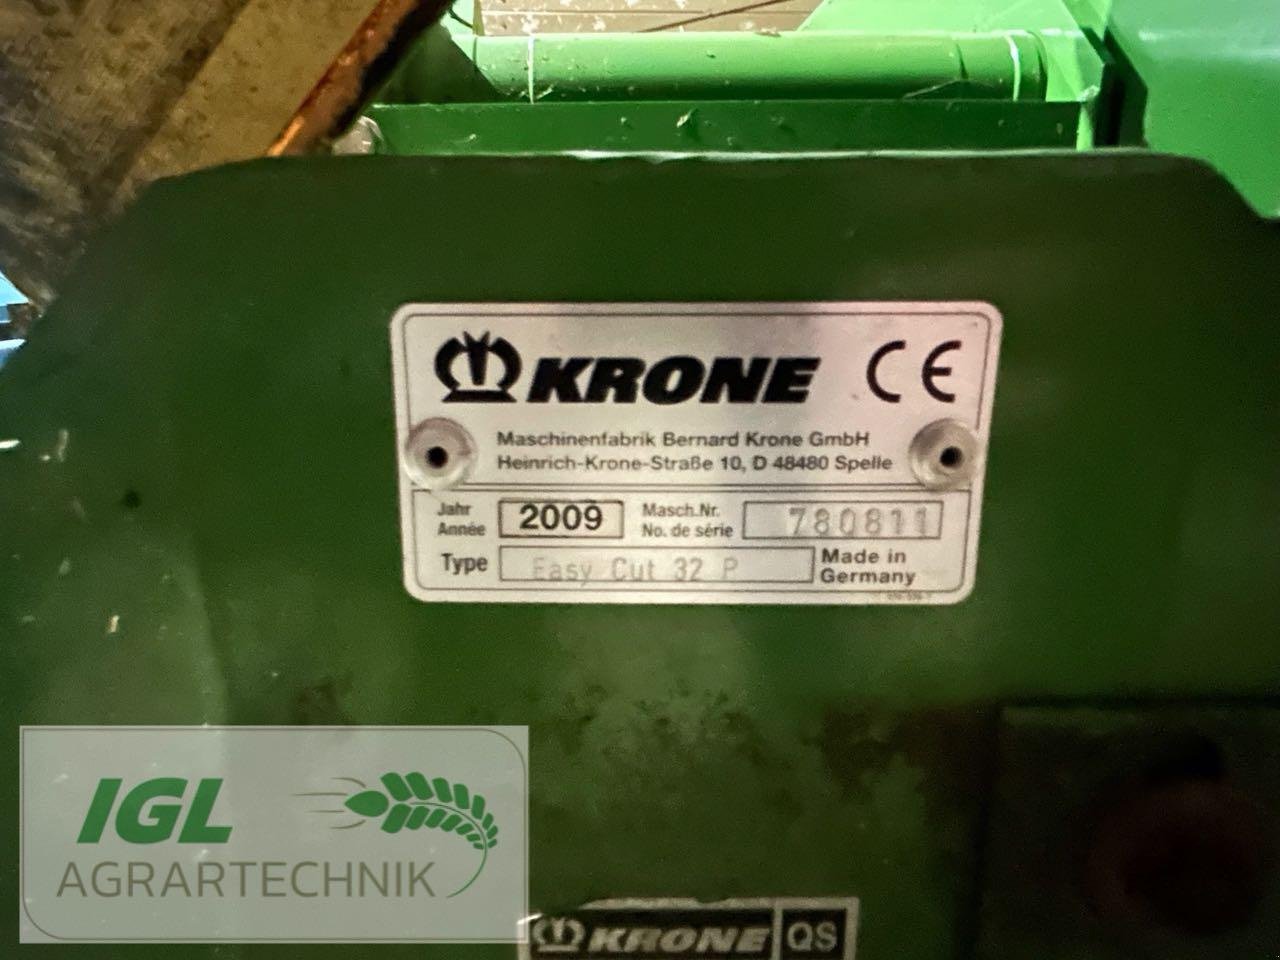 KRONE CE
Maschinenfabrik Bernard Krone GmbH
Heinrich-Krone-Straße 10, D 48480 Spelle
Jahr 2009 Masch.Nr. 780811
Année No. de série
Type Easy Cut 32 P Made in
Germany
IGL
AGRARTECHNIK
KRONE QS